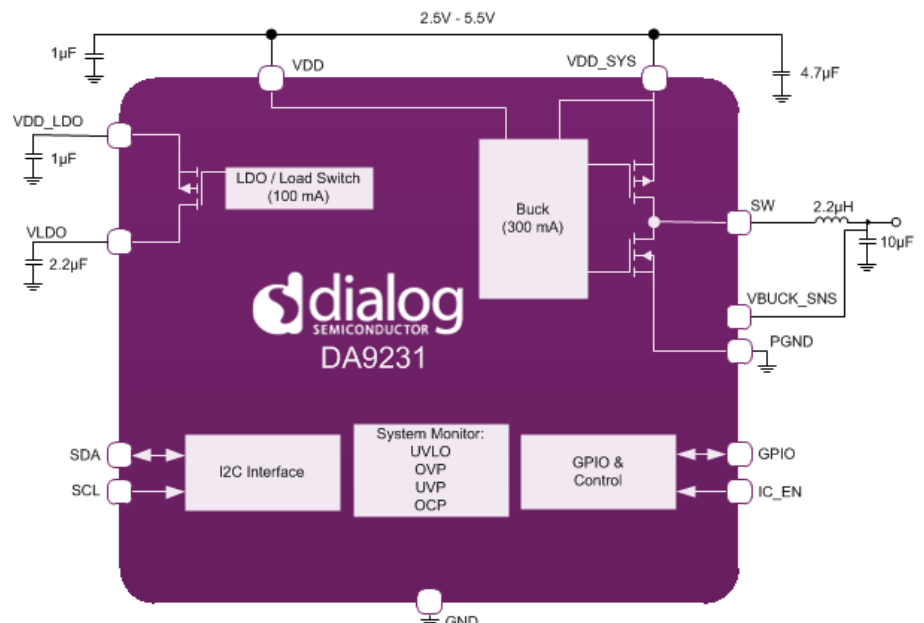 2.5V - 5.5V
1µF
VDD
VDD_SYS
4.7µF
VDD_LDO
1µF
LDO / Load Switch
(100 mA)
Buck
(300 mA)
SW
2.2µH
10µF
VLDO
2.2µF
dialog
SEMICONDUCTOR
DA9231
VBUCK_SNS
PGND
SDA
SCL
I2C Interface
System Monitor:
UVLO
OVP
UVP
OCP
GPIO &
Control
GPIO
IC_EN
GND